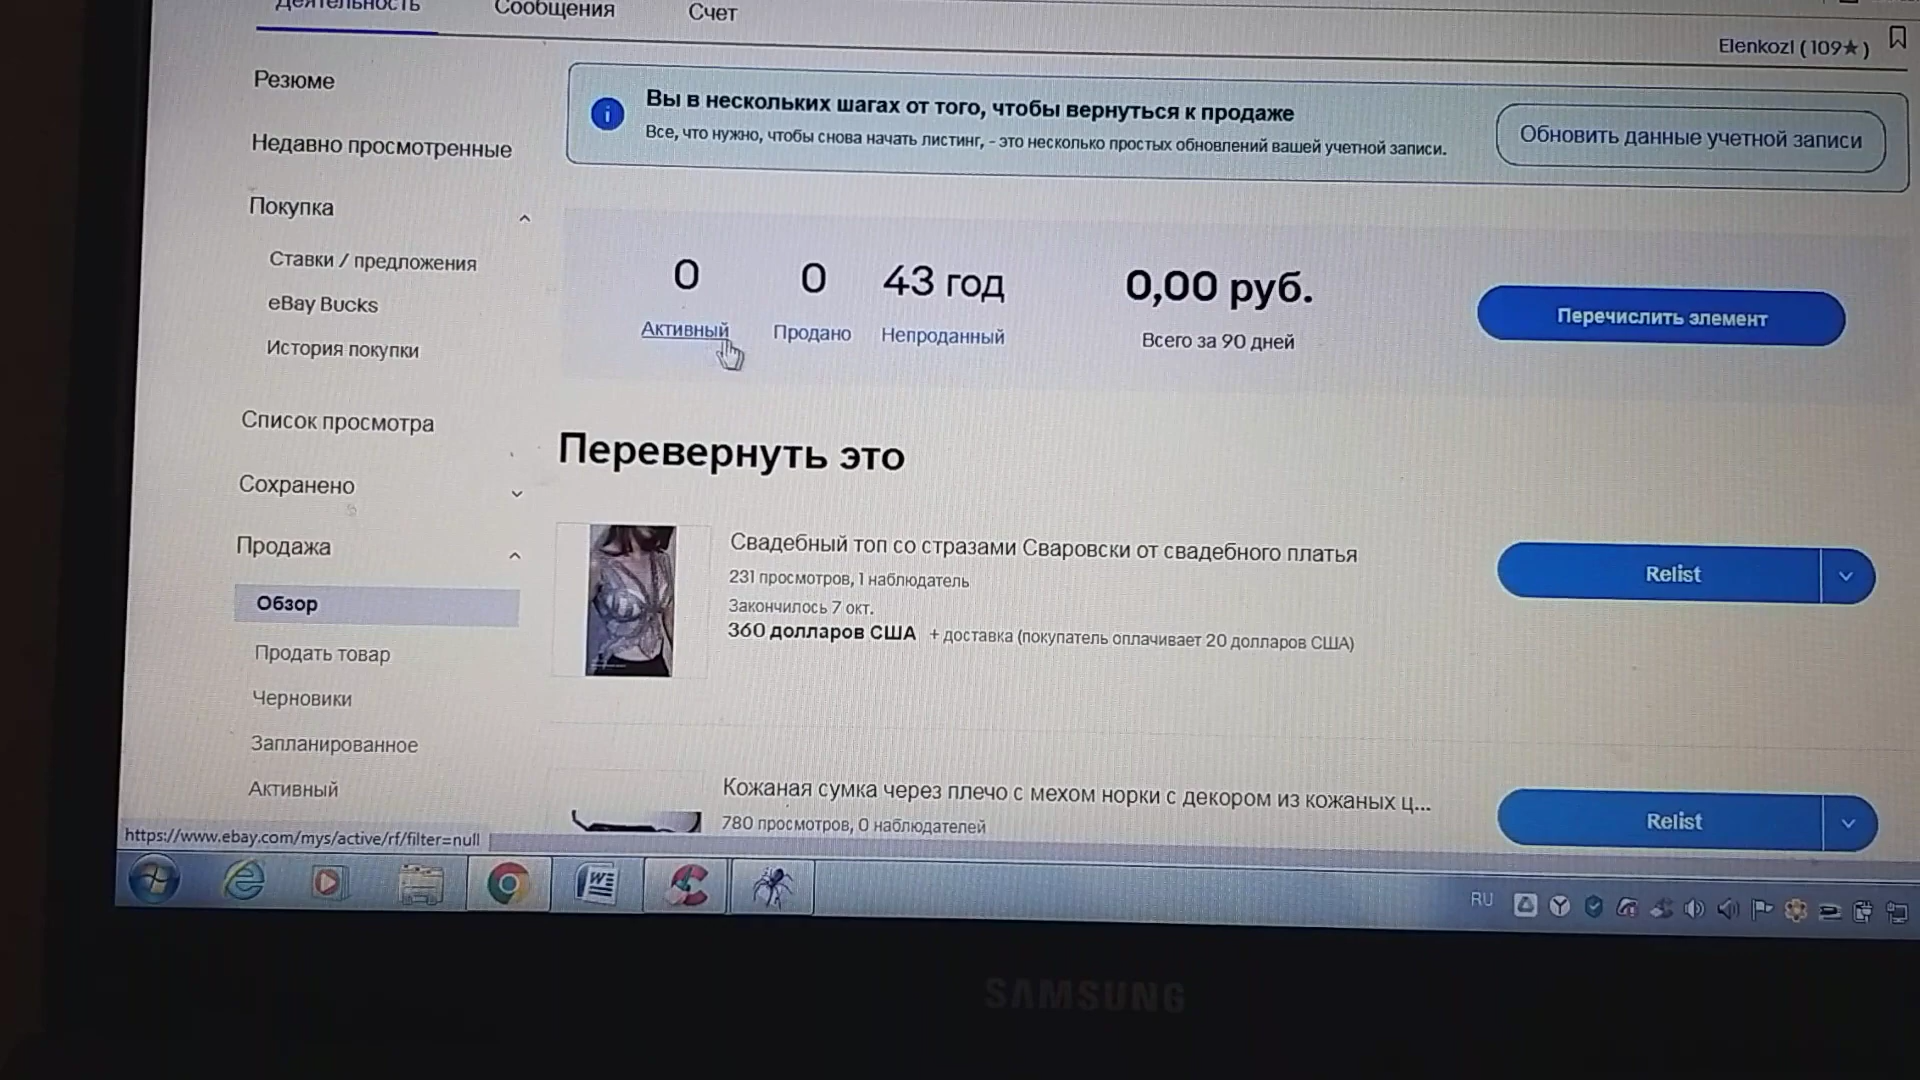 Деятельность
Сообщения
Счет
Elenkozl (109★)
Резюме
Недавно просмотренные
Покупка
Ставки / предложения
eBay Bucks
История покупки
Список просмотра
Сохранено
Продажа
Обзор
Продать товар
Черновики
Запланированное
Активный
i
Вы в нескольких шагах от того, чтобы вернуться к продаже
Все, что нужно, чтобы снова начать листинг, - это несколько простых обновлений вашей учетной записи.
Обновить данные учетной записи
0
0
43 год
0,00 руб.
Активный
Продано
Непроданный
Всего за 90 дней
Перечислить элемент
Перевернуть это
Свадебный топ со стразами Сваровски от свадебного платья
231 просмотров, 1 наблюдатель
Закончилось 7 окт.
360 долларов США + доставка (покупатель оплачивает 20 долларов США)
Relist
Кожаная сумка через плечо с мехом норки с декором из кожаных ц...
780 просмотров, 0 наблюдателей
Relist
https://www.ebay.com/mys/active/rf/filter=null
RU
SAMSUNG